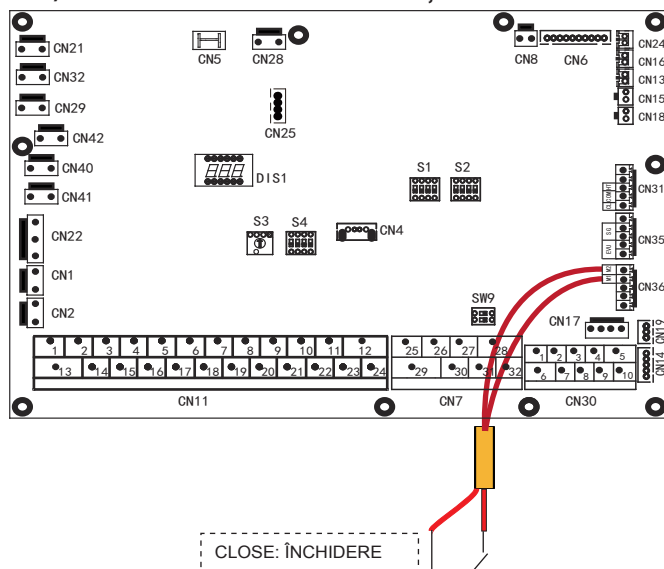 CN21
CN32
CN29
CN42
CN40
CN41
CN22
CN1
CN2
CN5
CN28
CN25
DIS1
S1 S2
S3 S4
CN4
SW9
CN8 CN6
CN24
CN16
CN13
CN15
CN18
CN31
CN35
SG
EVU
CN36
M2
M1
CN17
CN19
CN14
1 2 3 4 5 6 7 8 9 10 11 12
13 14 15 16 17 18 19 20 21 22 23 24
CN11
25 26 27 28
29 30 31 32
CN7
1 2 3 4 5
6 7 8 9 10
CN30
CLOSE: ÎNCHIDERE